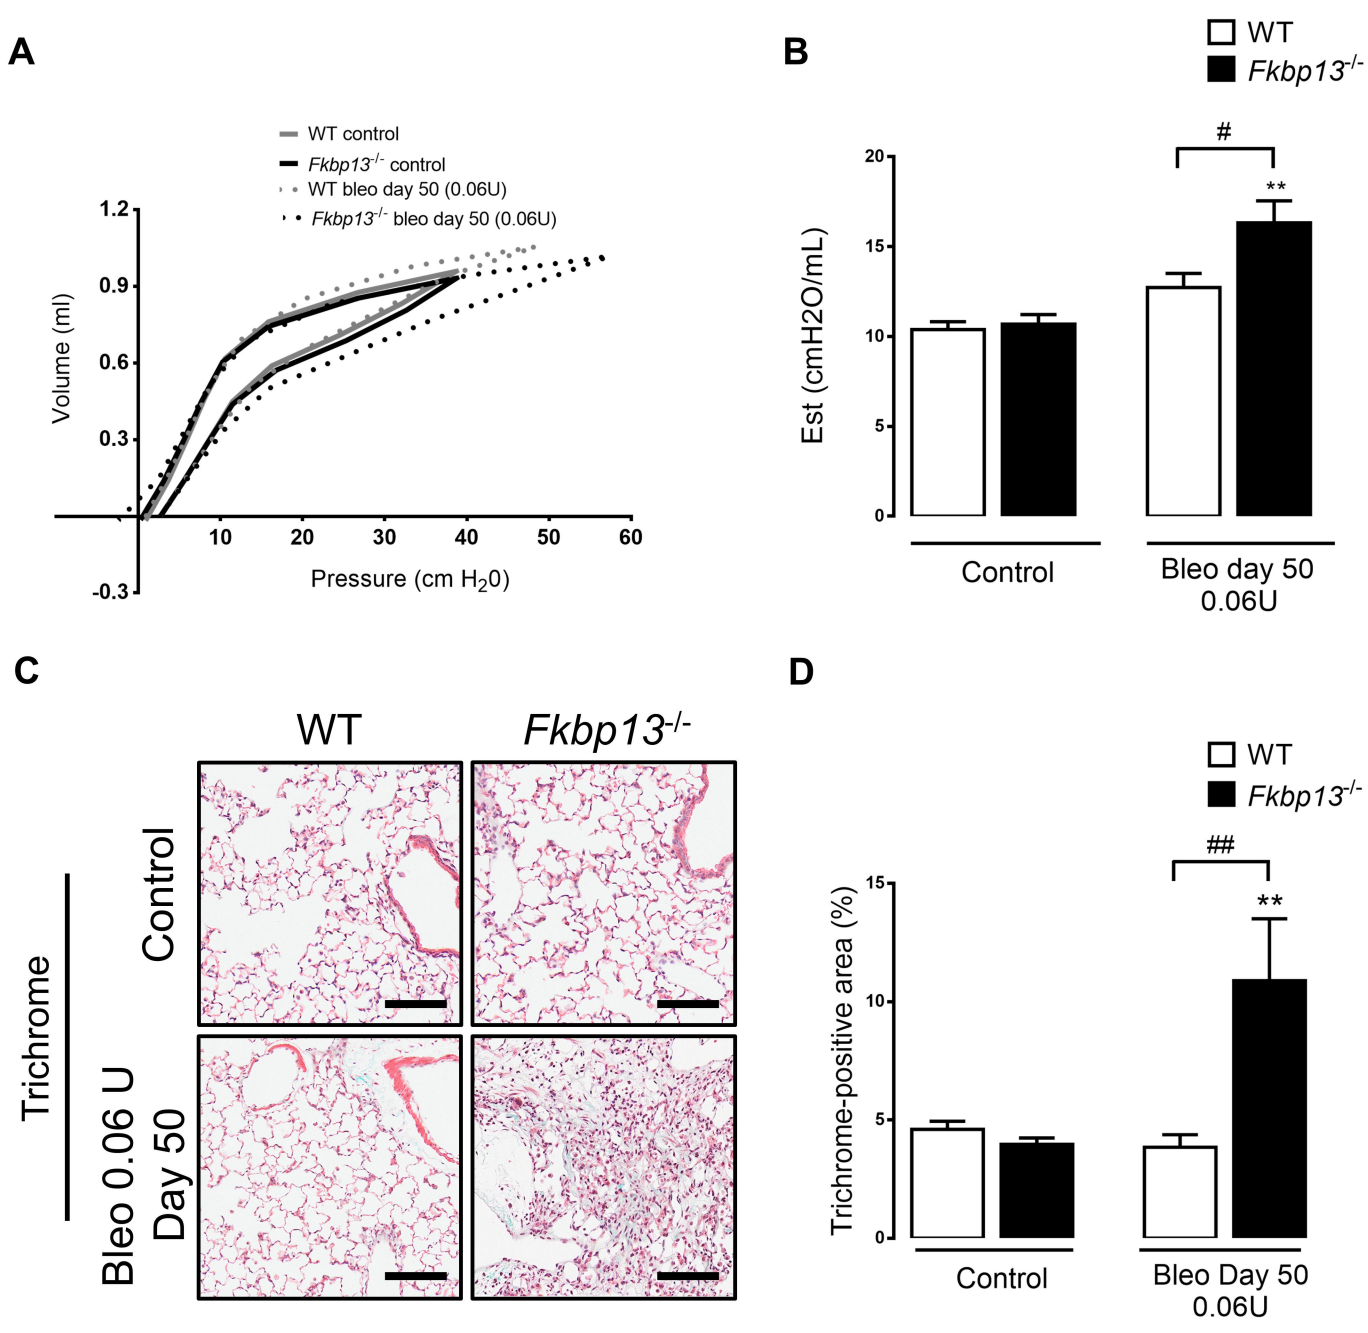 A
WT control
Fkbp13-/- control
WT bleo day 50 (0.06U)
Fkbp13-/- bleo day 50 (0.06U)
1.2
0.9
0.6
0.3
-0.3
Volume (ml)
10 20 30 40 50 60
Pressure (cm H20)
B
WT
Fkbp13-/-
#
**
20
15
10
5
0
Est (cmH2O/mL)
Control
Bleo day 50
0.06U
C
WT Fkbp13-/-
Trichrome
Control
Bleo 0.06 U
Day 50
D
WT
Fkbp13-/-
##
**
15
10
5
0
Trichrome-positive area (%)
Control
Bleo Day 50
0.06U